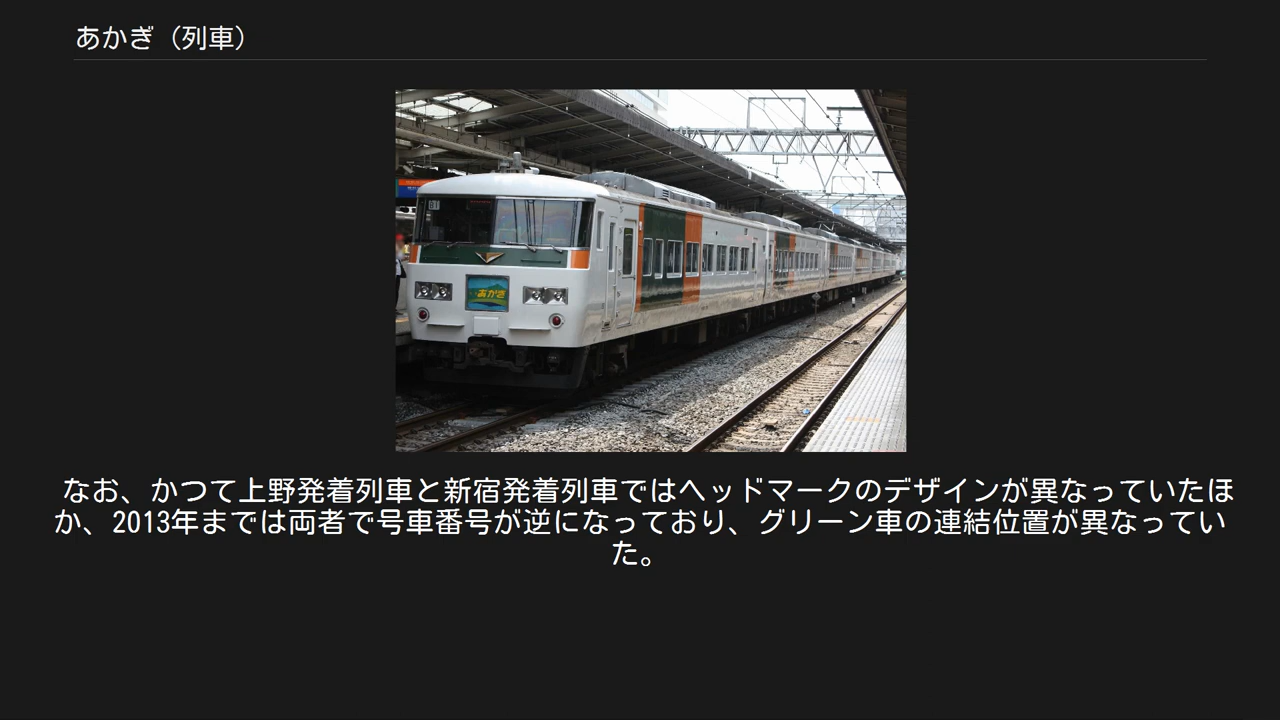 あかぎ（列車）
あかぎ
なお、かつて上野発着列車と新宿発着列車ではヘッドマークのデザインが異なっていたほ
か、2013年までは両者で号車番号が逆になっており、グリーン車の連結位置が異なってい
た。